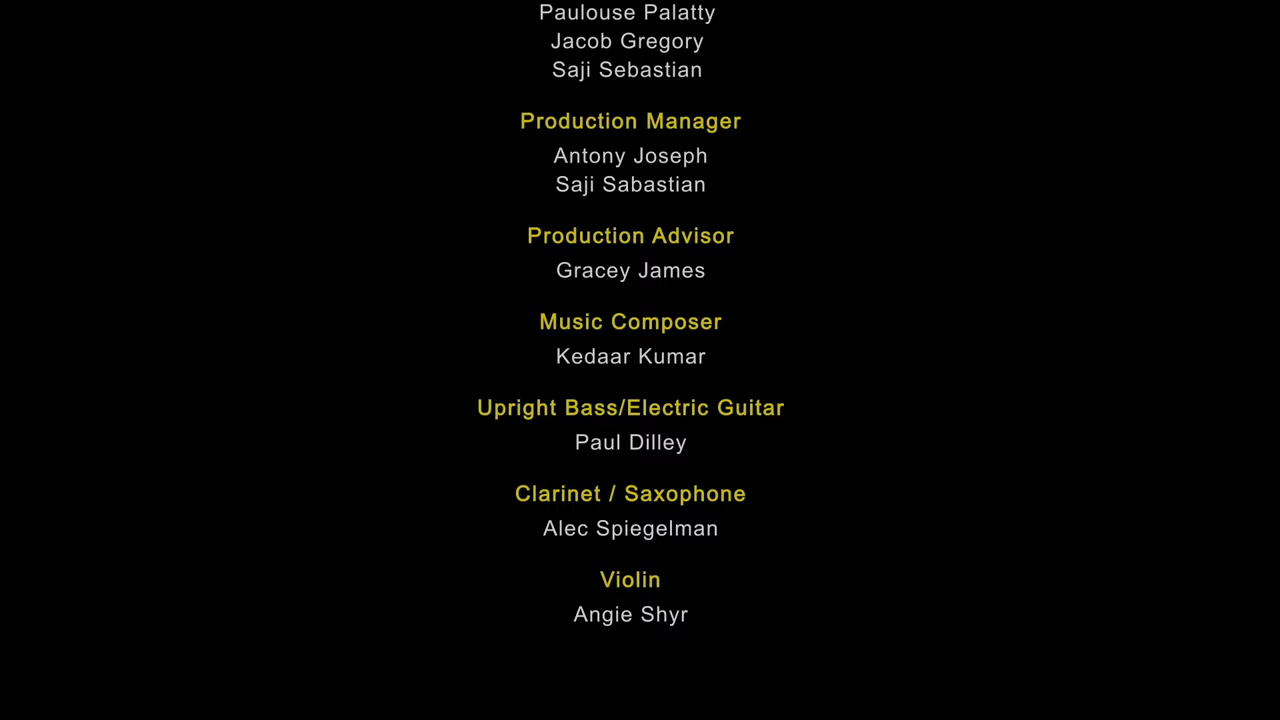 Paulouse Palatty
Jacob Gregory
Saji Sebastian
Production Manager
Antony Joseph
Saji Sabastian
Production Advisor
Gracey James
Music Composer
Kedaar Kumar
Upright Bass/Electric Guitar
Paul Dilley
Clarinet / Saxophone
Alec Spiegelman
Violin
Angie Shyr